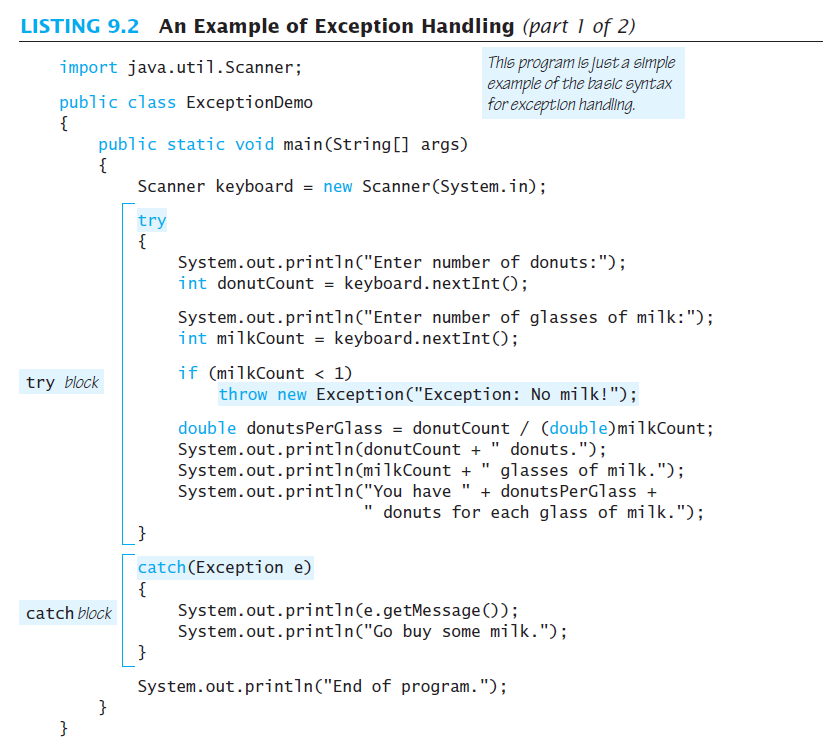 LISTING 9.2 An Example of Exception Handling (part 1 of 2)
This program is just a simple
example of the basic syntax
for exception handling.
import java.util.Scanner;
public class ExceptionDemo
{
public static void main(String[] args)
{
Scanner keyboard = new Scanner(System.in);
try
{
System.out.println("Enter number of donuts:");
int donutCount = keyboard.nextInt();
System.out.println("Enter number of glasses of milk:");
int milkCount = keyboard.nextInt();
if (milkCount < 1)
throw new Exception("Exception: No milk!");
try block
double donutsPerGlass = donutCount / (double)milkCount;
System.out.println(donutCount + " donuts.");
System.out.println(milkCount + " glasses of milk.");
System.out.println("You have " + donutsPerGlass +
" donuts for each glass of milk.");
}
catch(Exception e)
{
System.out.println(e.getMessage());
catch block
System.out.println("Go buy some milk.");
}
System.out.println("End of program.");
}
}